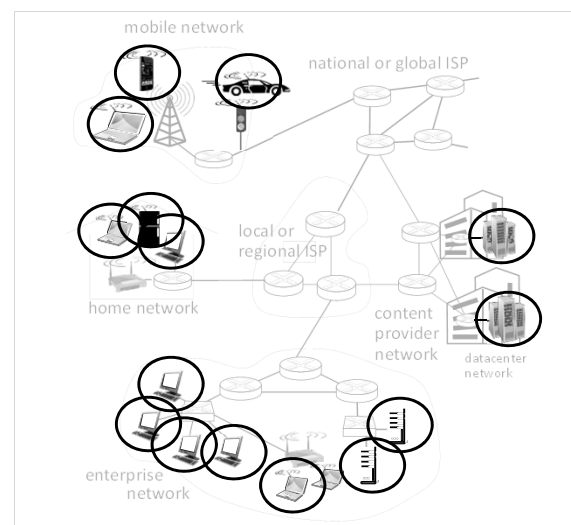 mobile network
national or global ISP
local or
regional ISP
home network
content
provider
network
datacenter
network
enterprise
network